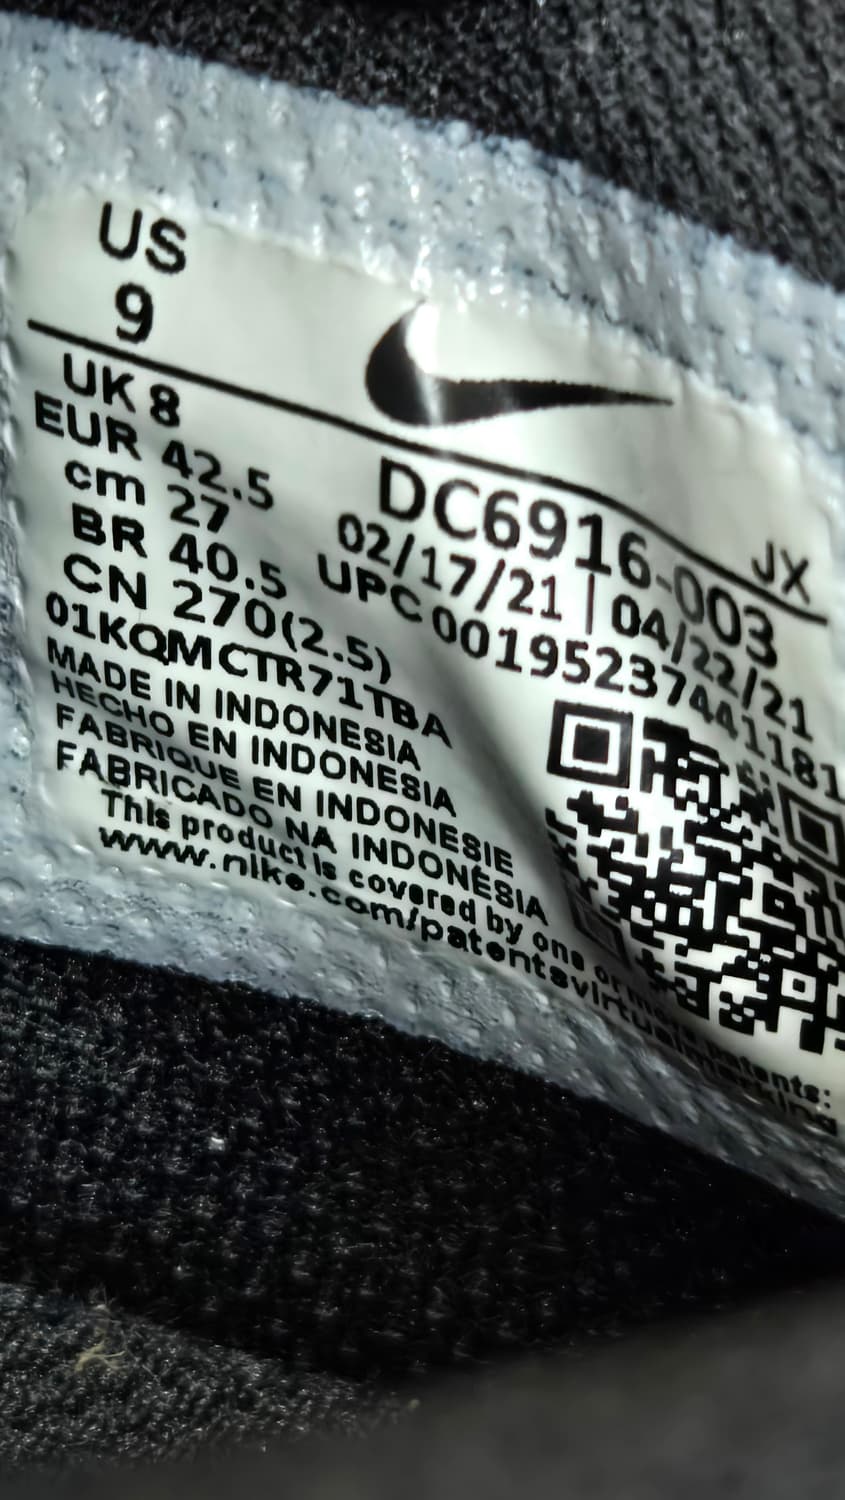 US
9
UK 8
EUR 42.5
cm 27
BR 40.5
CN 270(2.5)
01KQMCTR71TBA
MADE IN INDONESIA
HECHO EN INDONESIA
FABRIQUE EN INDONESIE
FABRICADO NA INDONÉSIA
This product is covered by one or more patents:
www.nike.com/patentsvirtualmarking
JX
DC6916-003
02/17/21 | 04/22/21
UPC 00195237441181